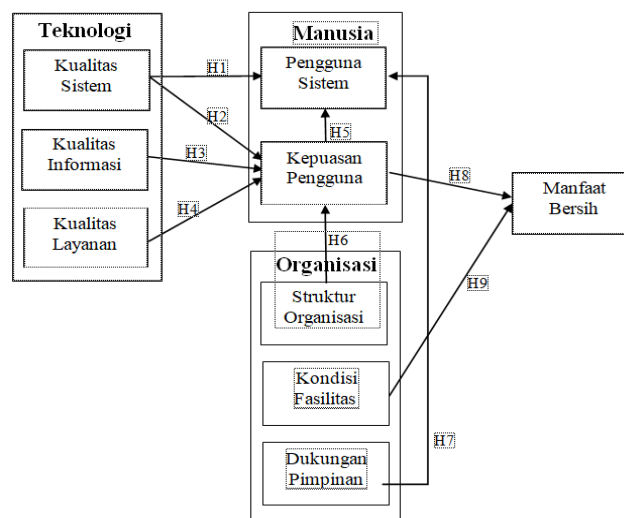 Teknologi
Kualitas
Sistem
Kualitas
Informasi
Kualitas
Layanan
H1
H2
H3
H4
Manusia
Pengguna
Sistem
H5
Kepuasan
Pengguna
H6
Organisasi
Struktur
Organisasi
Kondisi
Fasilitas
Dukungan
Pimpinan
H7
H8
H9
Manfaat
Bersih